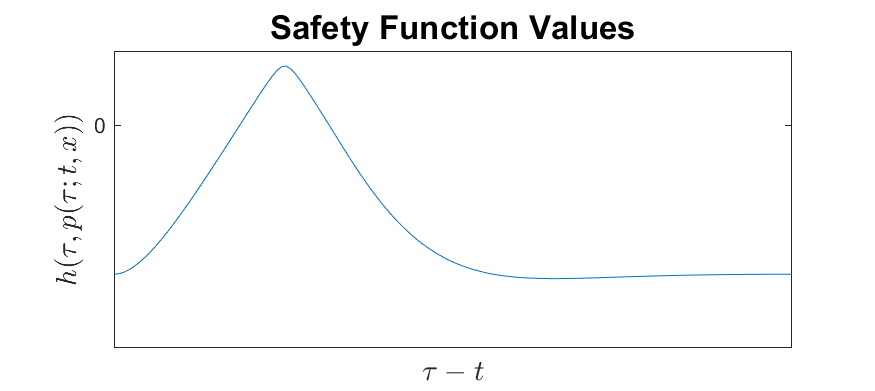 Safety Function Values
h(τ, p(τ; t, x))
0
τ − t